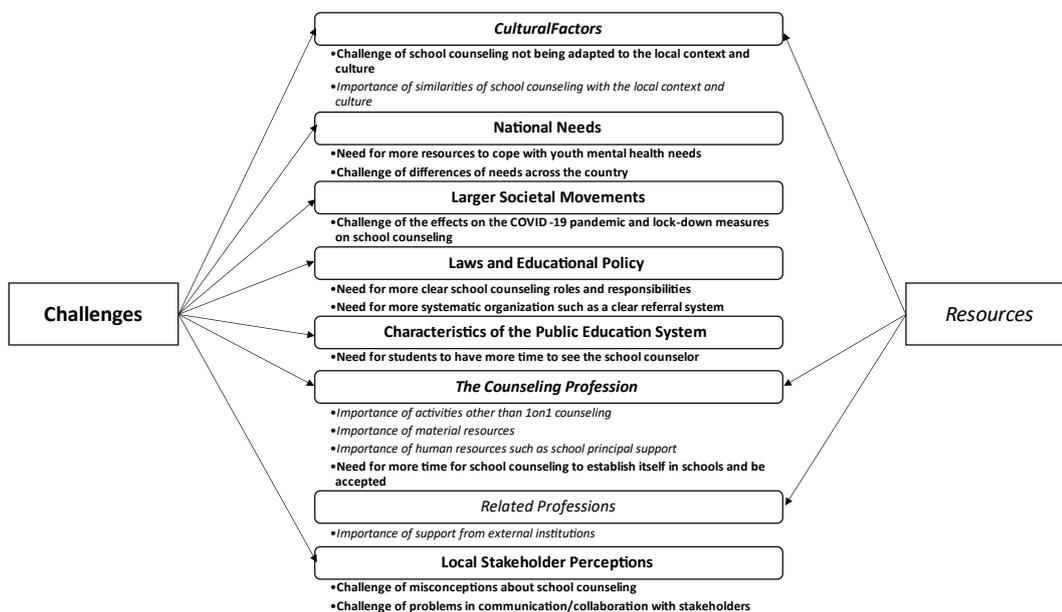 CulturalFactors
•Challenge of school counseling not being adapted to the local context and
culture
•Importance of similarities of school counseling with the local context and
culture
National Needs
•Need for more resources to cope with youth mental health needs
•Challenge of differences of needs across the country
Larger Societal Movements
•Challenge of the effects on the COVID-19 pandemic and lock-down measures
on school counseling
Laws and Educational Policy
•Need for more clear school counseling roles and responsibilities
•Need for more systematic organization such as a clear referral system
Challenges
Resources
Characteristics of the Public Education System
•Need for students to have more time to see the school counselor
The Counseling Profession
•Importance of activities other than 1on1 counseling
•Importance of material resources
•Importance of human resources such as school principal support
•Need for more time for school counseling to establish itself in schools and be
accepted
Related Professions
•Importance of support from external institutions
Local Stakeholder Perceptions
•Challenge of misconceptions about school counseling
•Challenge of problems in communication/collaboration with stakeholders